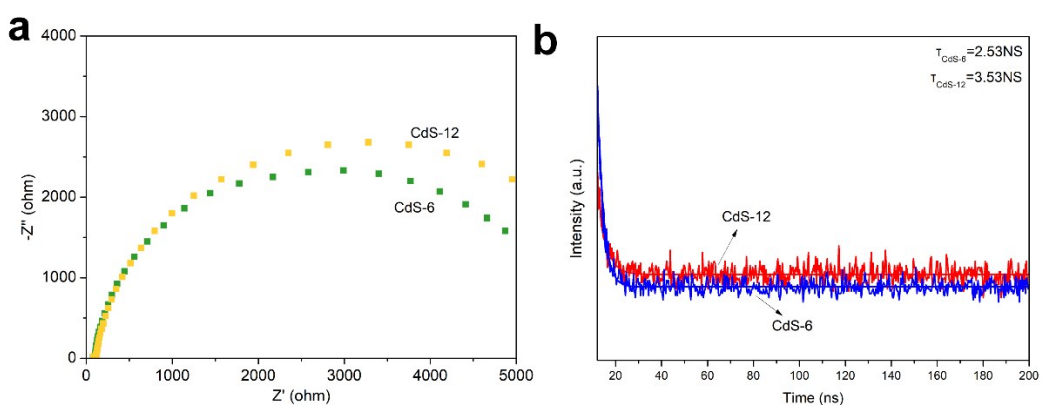 a
4000
3000
2000
1000
0
0
1000
2000
3000
4000
5000
-Z" (ohm)
Z' (ohm)
CdS-12
CdS-6
b
τCdS-6=2.53NS
τCdS-12=3.53NS
CdS-12
CdS-6
Intensity (a.u.)
20
40
60
80
100
120
140
160
180
200
Time (ns)